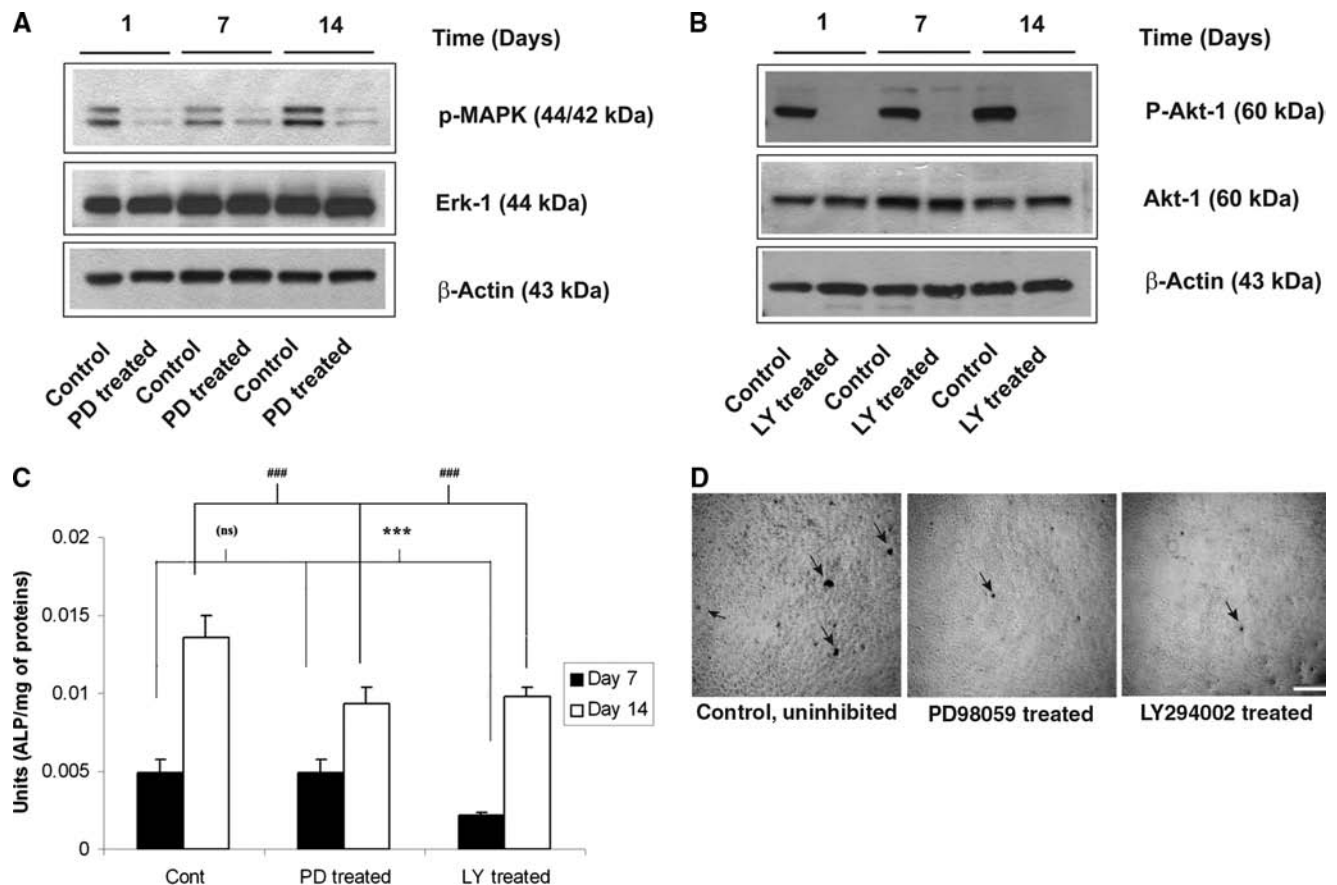 A
1 7 14 Time (Days)
p-MAPK (44/42 kDa)
Erk-1 (44 kDa)
β-Actin (43 kDa)
Control
PD treated
Control
PD treated
Control
PD treated
B
1 7 14 Time (Days)
P-Akt-1 (60 kDa)
Akt-1 (60 kDa)
β-Actin (43 kDa)
Control
LY treated
Control
LY treated
Control
LY treated
C
### ###
(ns) ***
Units (ALP/mg of proteins)
0.02
0.015
0.01
0.005
0
Cont PD treated LY treated
Day 7
Day 14
D
Control, uninhibited PD98059 treated LY294002 treated